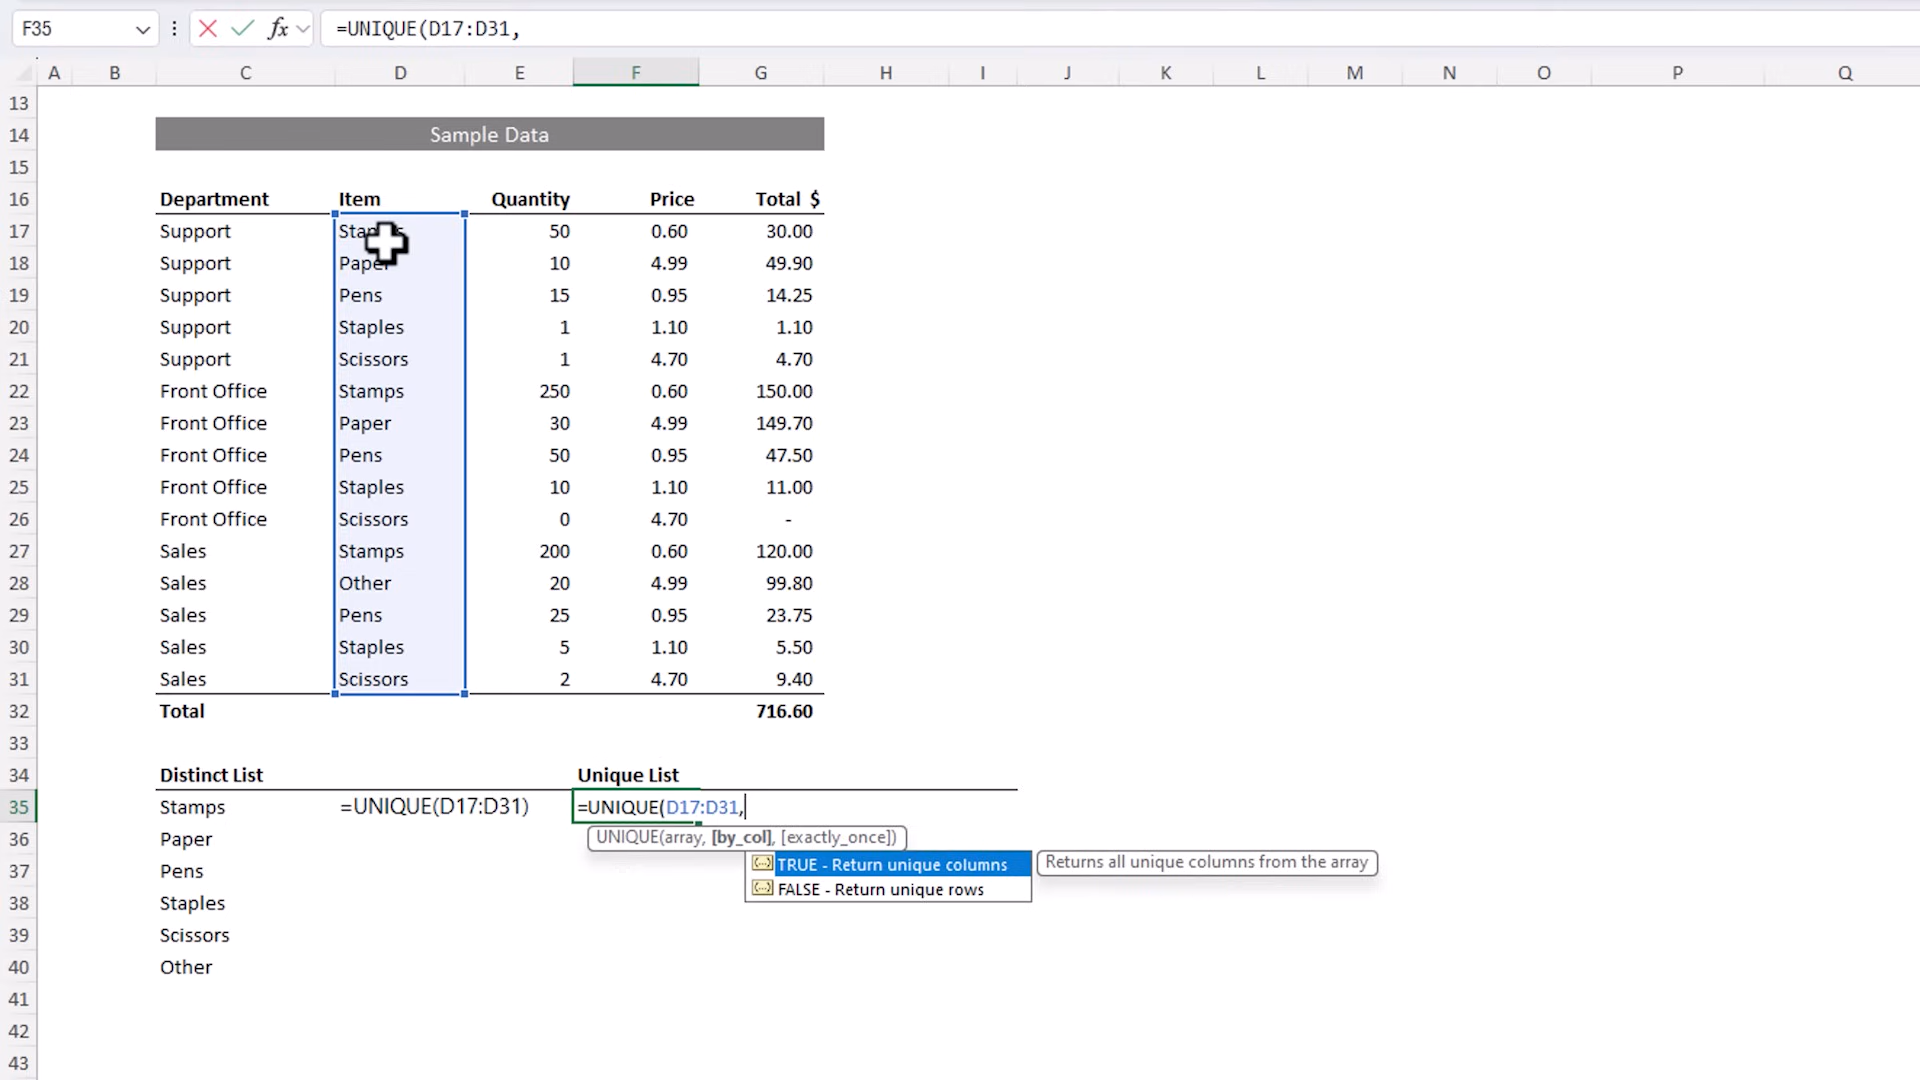 F35 fx =UNIQUE(D17:D31,
A B C D E F G H I J K L M N O P Q
13
14 Sample Data
15
16 Department Item Quantity Price Total $
17 Support 50 0.60 30.00
18 Support Paper 10 4.99 49.90
19 Support Pens 15 0.95 14.25
20 Support Staples 1 1.10 1.10
21 Support Scissors 1 4.70 4.70
22 Front Office Stamps 250 0.60 150.00
23 Front Office Paper 30 4.99 149.70
24 Front Office Pens 50 0.95 47.50
25 Front Office Staples 10 1.10 11.00
26 Front Office Scissors 0 4.70 -
27 Sales Stamps 200 0.60 120.00
28 Sales Other 20 4.99 99.80
29 Sales Pens 25 0.95 23.75
30 Sales Staples 5 1.10 5.50
31 Sales Scissors 2 4.70 9.40
32 Total 716.60
33
34 Distinct List Unique List
35 Stamps =UNIQUE(D17:D31) =UNIQUE(D17:D31,
36 Paper UNIQUE(array, [by_col], [exactly_once])
37 Pens TRUE - Return unique columns Returns all unique columns from the array
FALSE - Return unique rows
38 Staples
39 Scissors
40 Other
41
42
43